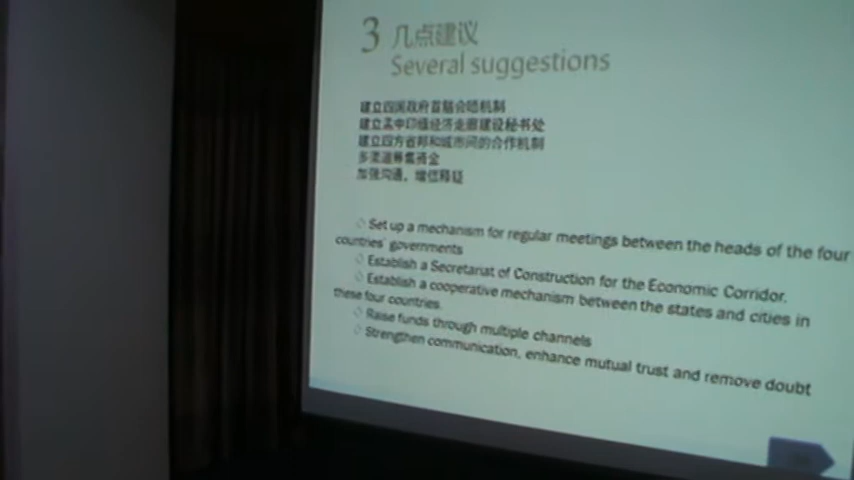 3 几点建议
Several suggestions
建立四国政府首脑会晤机制
建立孟中印缅经济走廊建设秘书处
建立四方省邦和城市间的合作机制
多渠道筹集资金
加强沟通，增信释疑
◇ Set up a mechanism for regular meetings between the heads of the four
countries' governments
◇ Establish a Secretariat of Construction for the Economic Corridor.
◇ Establish a cooperative mechanism between the states and cities in
these four countries.
◇ Raise funds through multiple channels
◇ Strengthen communication, enhance mutual trust and remove doubt